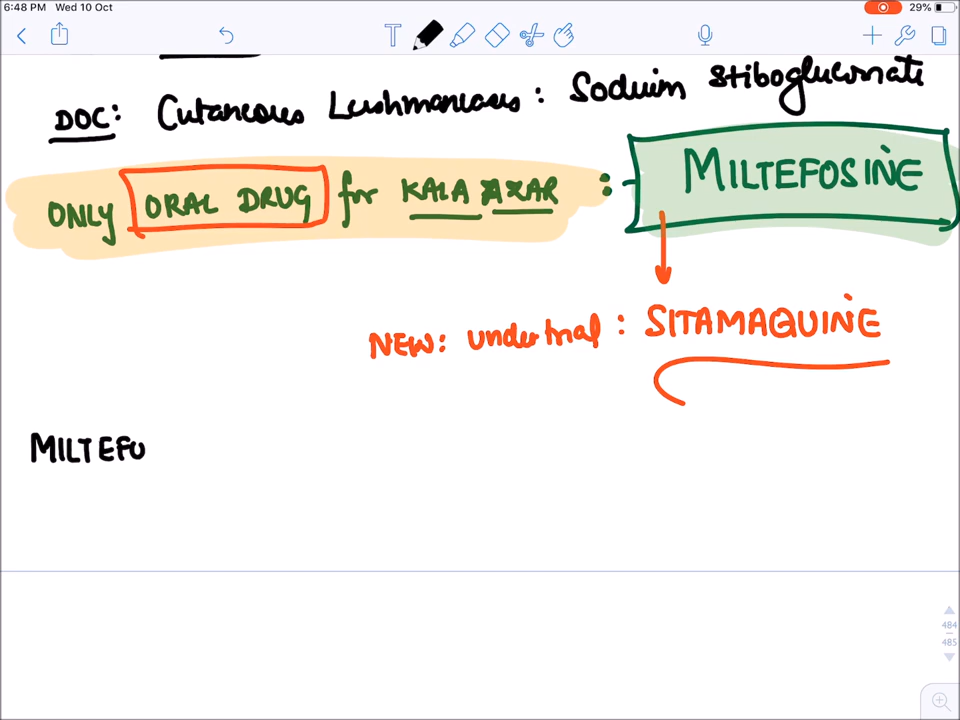 6:48 PM Wed 10 Oct 29%
T
DOC: Cutaneous Leishmaneases: Sodium Stibogluconate
ONLY ORAL DRUG for KALA AZAR : MILTEFOSINE
NEW: under trial : SITAMAQUINE
MILTEFO
484
485